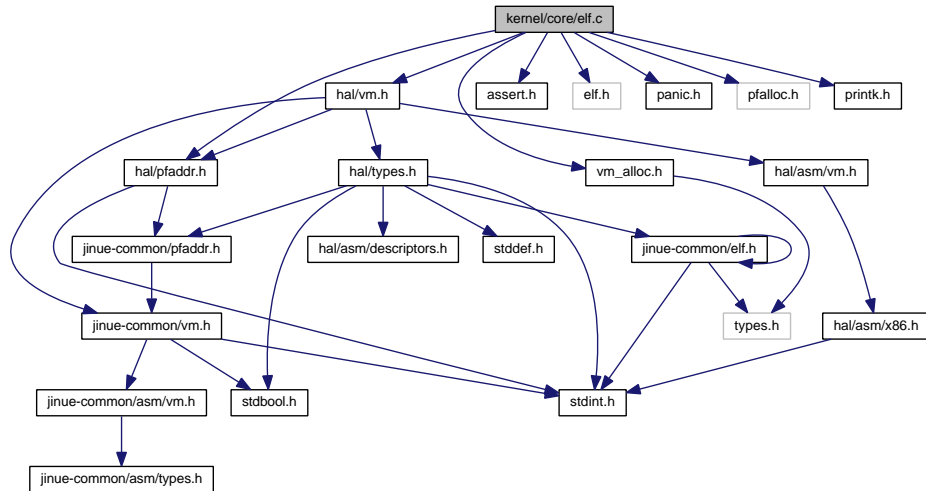 kernel/core/elf.c
hal/vm.h
assert.h
elf.h
panic.h
pfalloc.h
printk.h
hal/pfaddr.h
hal/types.h
vm_alloc.h
hal/asm/vm.h
jinue-common/pfaddr.h
hal/asm/descriptors.h
stddef.h
jinue-common/elf.h
jinue-common/vm.h
types.h
hal/asm/x86.h
jinue-common/asm/vm.h
stdbool.h
stdint.h
jinue-common/asm/types.h